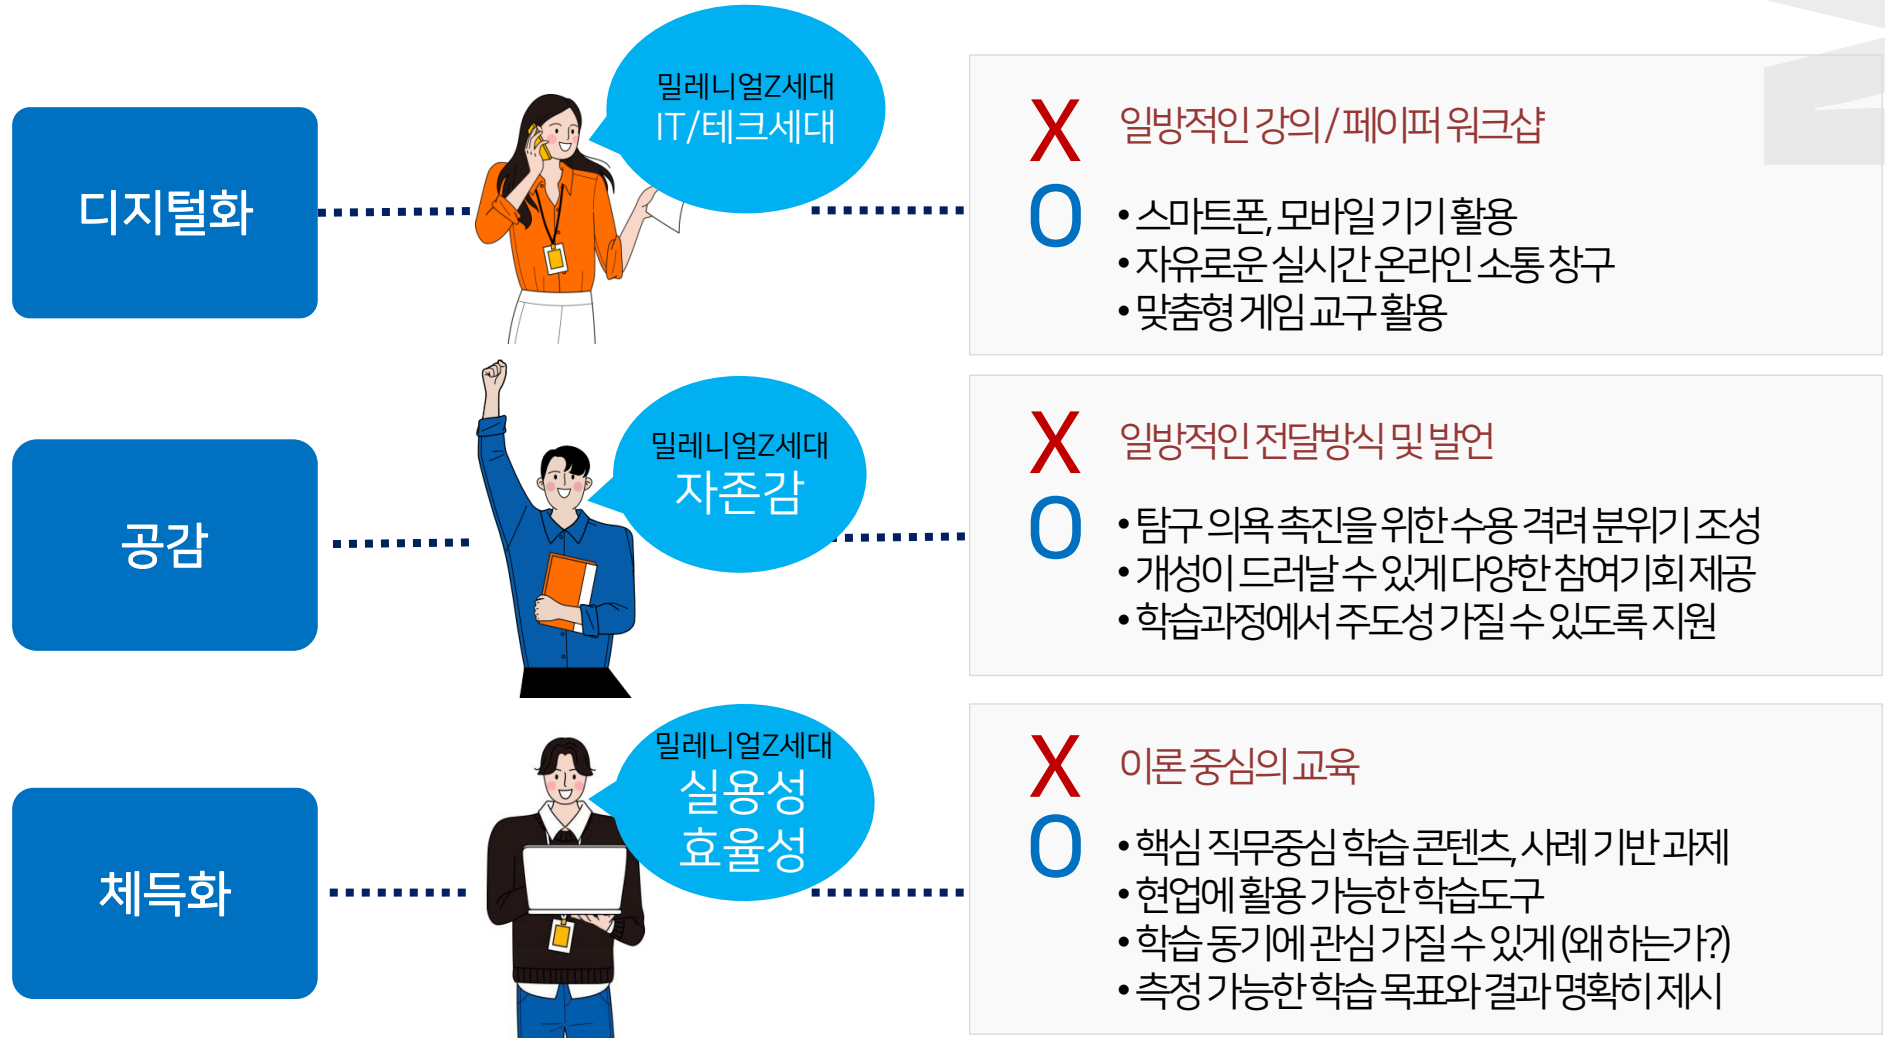 디지털화
밀레니얼Z세대
IT/테크세대
X 일방적인 강의 / 페이퍼 워크샵
O • 스마트폰, 모바일 기기 활용
• 자유로운 실시간 온라인 소통 창구
• 맞춤형 게임 교구 활용
공감
밀레니얼Z세대
자존감
X 일방적인 전달방식 및 발언
O • 탐구 의욕 촉진을 위한 수용 격려 분위기 조성
• 개성이 드러날 수 있게 다양한 참여기회 제공
• 학습과정에서 주도성 가질 수 있도록 지원
체득화
밀레니얼Z세대
실용성
효율성
X 이론 중심의 교육
O • 핵심 직무중심 학습 콘텐츠, 사례 기반 과제
• 현업에 활용 가능한 학습도구
• 학습 동기에 관심 가질 수 있게 (왜 하는가?)
• 측정 가능한 학습 목표와 결과 명확히 제시